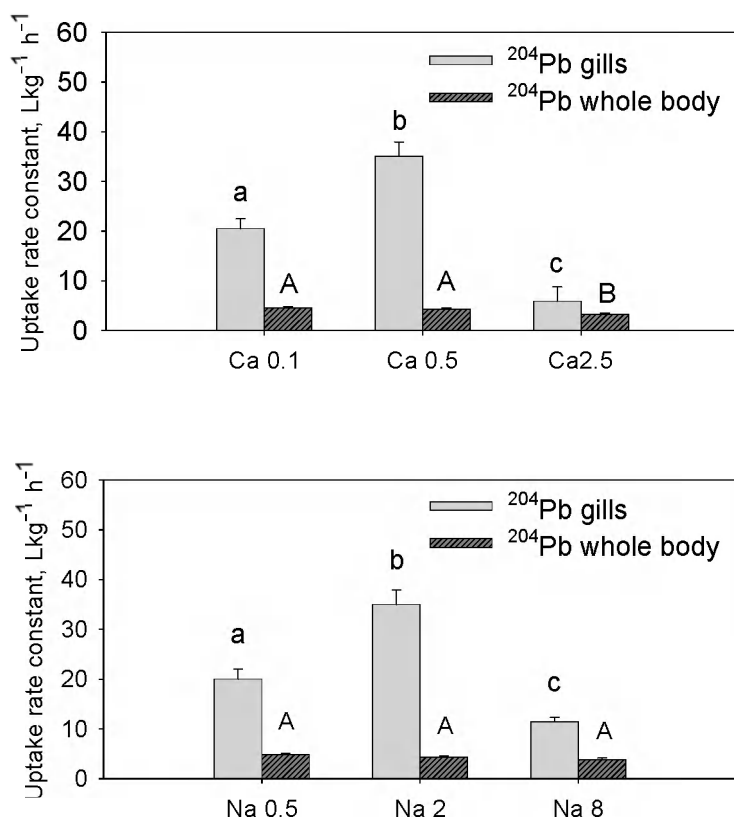 Uptake rate constant, Lkg⁻¹ h⁻¹
60
50
40
30
20
10
0
²⁰⁴Pb gills
²⁰⁴Pb whole body
a
A
b
A
c
B
Ca 0.1
Ca 0.5
Ca2.5
Uptake rate constant, Lkg⁻¹ h⁻¹
60
50
40
30
20
10
0
²⁰⁴Pb gills
²⁰⁴Pb whole body
a
A
b
A
c
A
Na 0.5
Na 2
Na 8